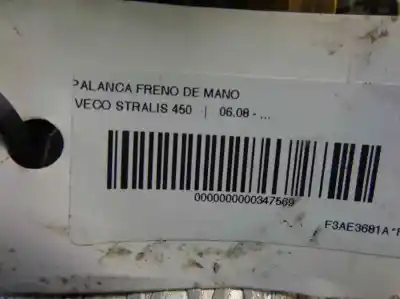 PALANCA FRENO DE MANO
VECO STRALIS 450 | 06.08 - ...
0000000000347569
F3AE3681A*